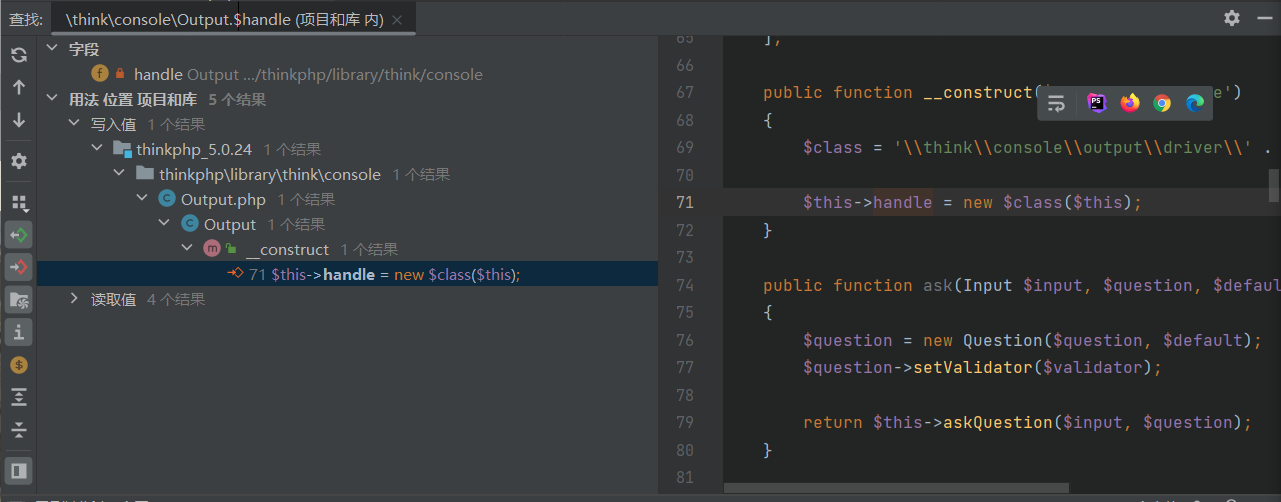 查找:
\think\console\Output.$handle (项目和库 内)
字段
handle Output .../thinkphp/library/think/console
用法 位置 项目和库 5 个结果
写入值 1 个结果
thinkphp_5.0.24 1 个结果
thinkphp\library\think\console 1 个结果
Output.php 1 个结果
Output 1 个结果
__construct 1 个结果
71 $this->handle = new $class($this);
读取值 4 个结果
65 ],
66
67 public function __construct( e')
68 {
69 $class = '\\think\\console\\output\\driver\\' .
70
71 $this->handle = new $class($this);
72 }
73
74 public function ask(Input $input, $question, $defaul
75 {
76 $question = new Question($question, $default);
77 $question->setValidator($validator);
78
79 return $this->askQuestion($input, $question);
80 }
81